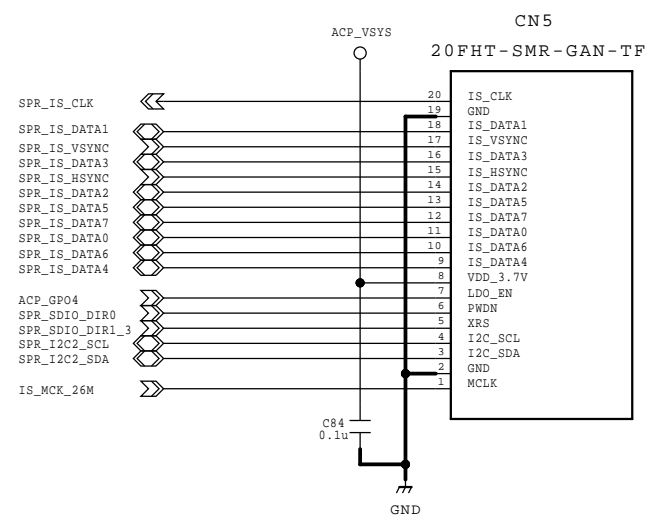 CN5
ACP_VSYS
20FHT-SMR-GAN-TF
SPR_IS_CLK 20 IS_CLK
19 GND
SPR_IS_DATA1 18 IS_DATA1
SPR_IS_VSYNC 17 IS_VSYNC
SPR_IS_DATA3 16 IS_DATA3
SPR_IS_HSYNC 15 IS_HSYNC
SPR_IS_DATA2 14 IS_DATA2
SPR_IS_DATA5 13 IS_DATA5
SPR_IS_DATA7 12 IS_DATA7
SPR_IS_DATA0 11 IS_DATA0
SPR_IS_DATA6 10 IS_DATA6
SPR_IS_DATA4 9 IS_DATA4
8 VDD_3.7V
ACP_GPO4 7 LDO_EN
SPR_SDIO_DIR0 6 PWDN
SPR_SDIO_DIR1_3 5 XRS
SPR_I2C2_SCL 4 I2C_SCL
SPR_I2C2_SDA 3 I2C_SDA
2 GND
IS_MCK_26M 1 MCLK
C84
0.1u
GND